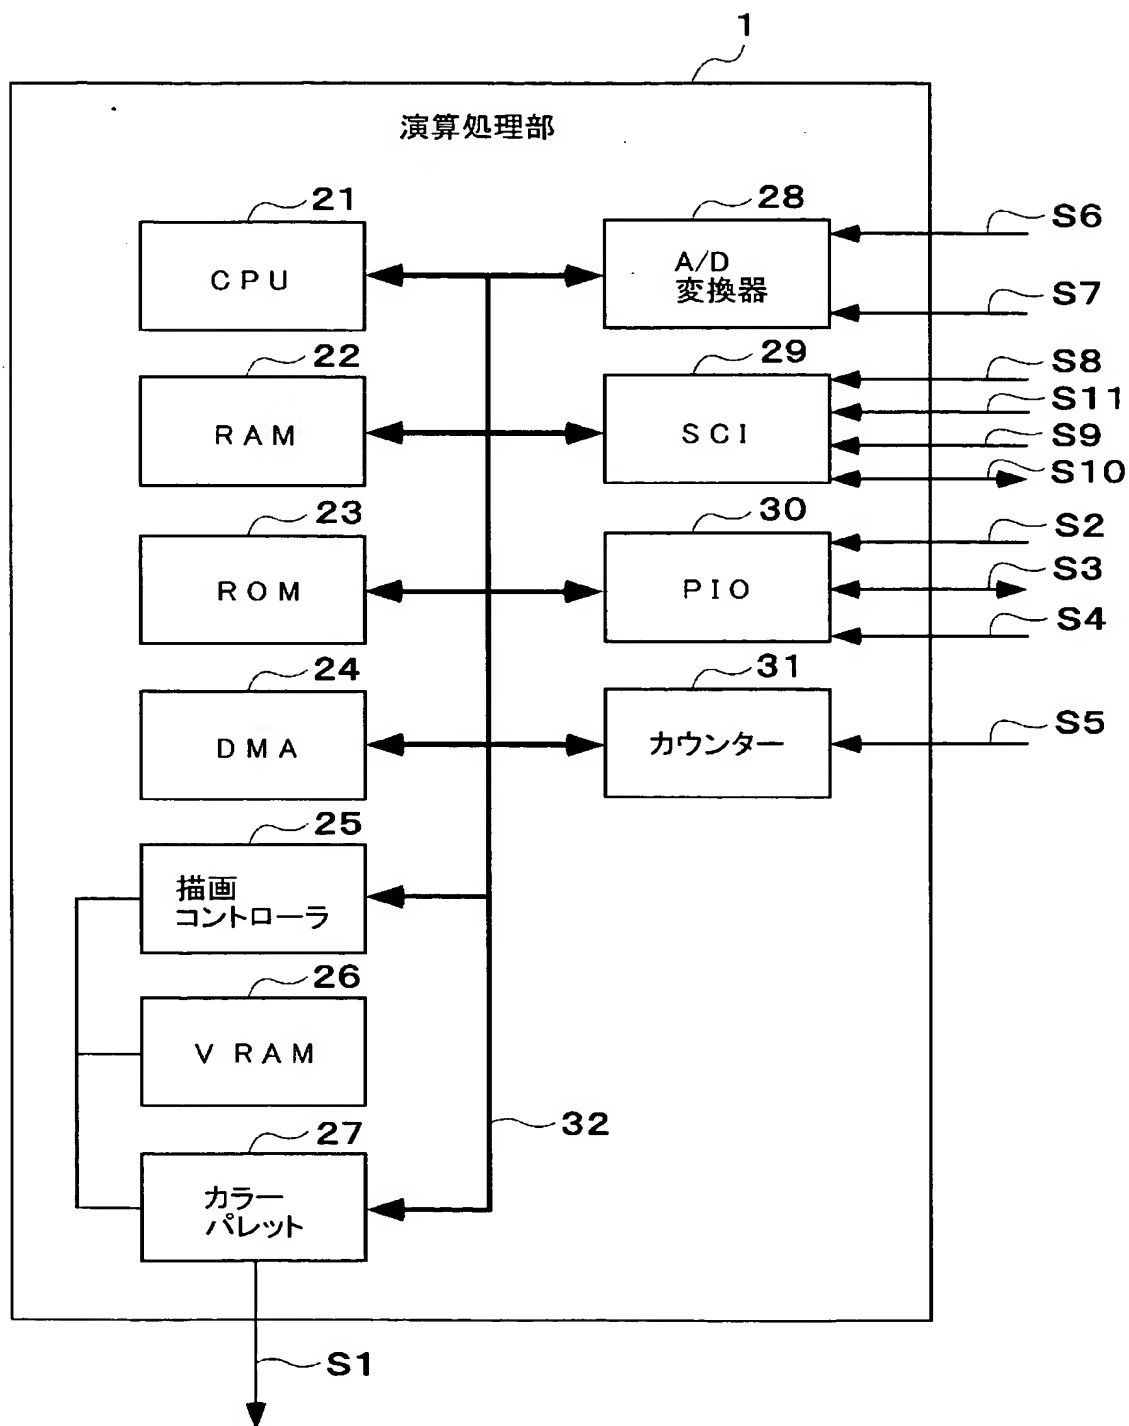 1
演算処理部
21
CPU
28
A/D
変換器
S6
S7
22
RAM
29
SCI
S8
S11
S9
S10
23
ROM
30
PIO
S2
S3
S4
24
DMA
31
カウンター
S5
25
描画
コントローラ
26
V RAM
32
27
カラー
パレット
S1